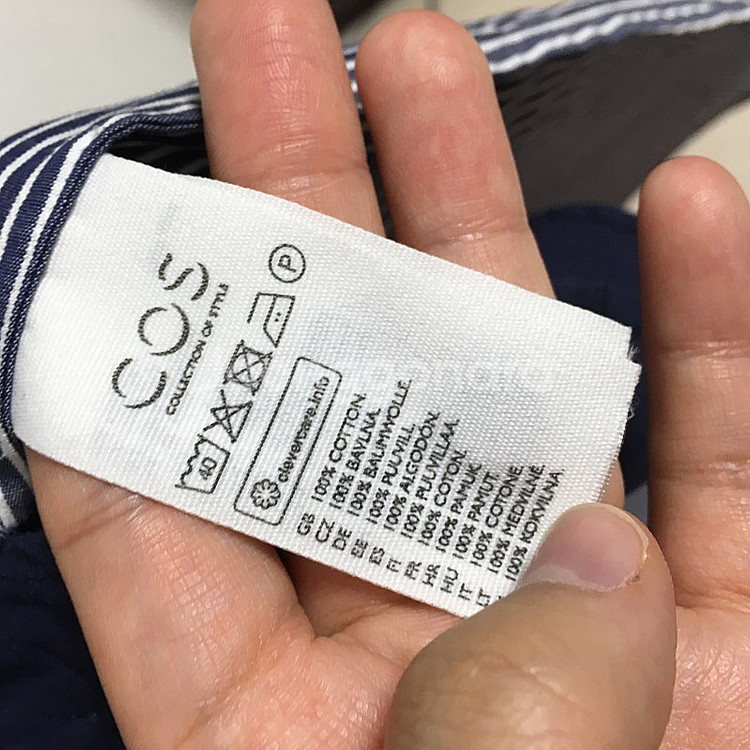 COS
COLLECTION OF STYLE
40
P
clevercare.info
GB 100% COTTON.
CZ 100% BAVLNA.
DE 100% BAUMWOLLE.
EE 100% PUUVILL.
ES 100% ALGODÓN.
FI 100% PUUVILLAA.
FR 100% COTON.
HR 100% PAMUK.
HU 100% PAMUT.
IT 100% COTONE.
LT 100% MEDVILNĖ.
100% KOKVILNA.